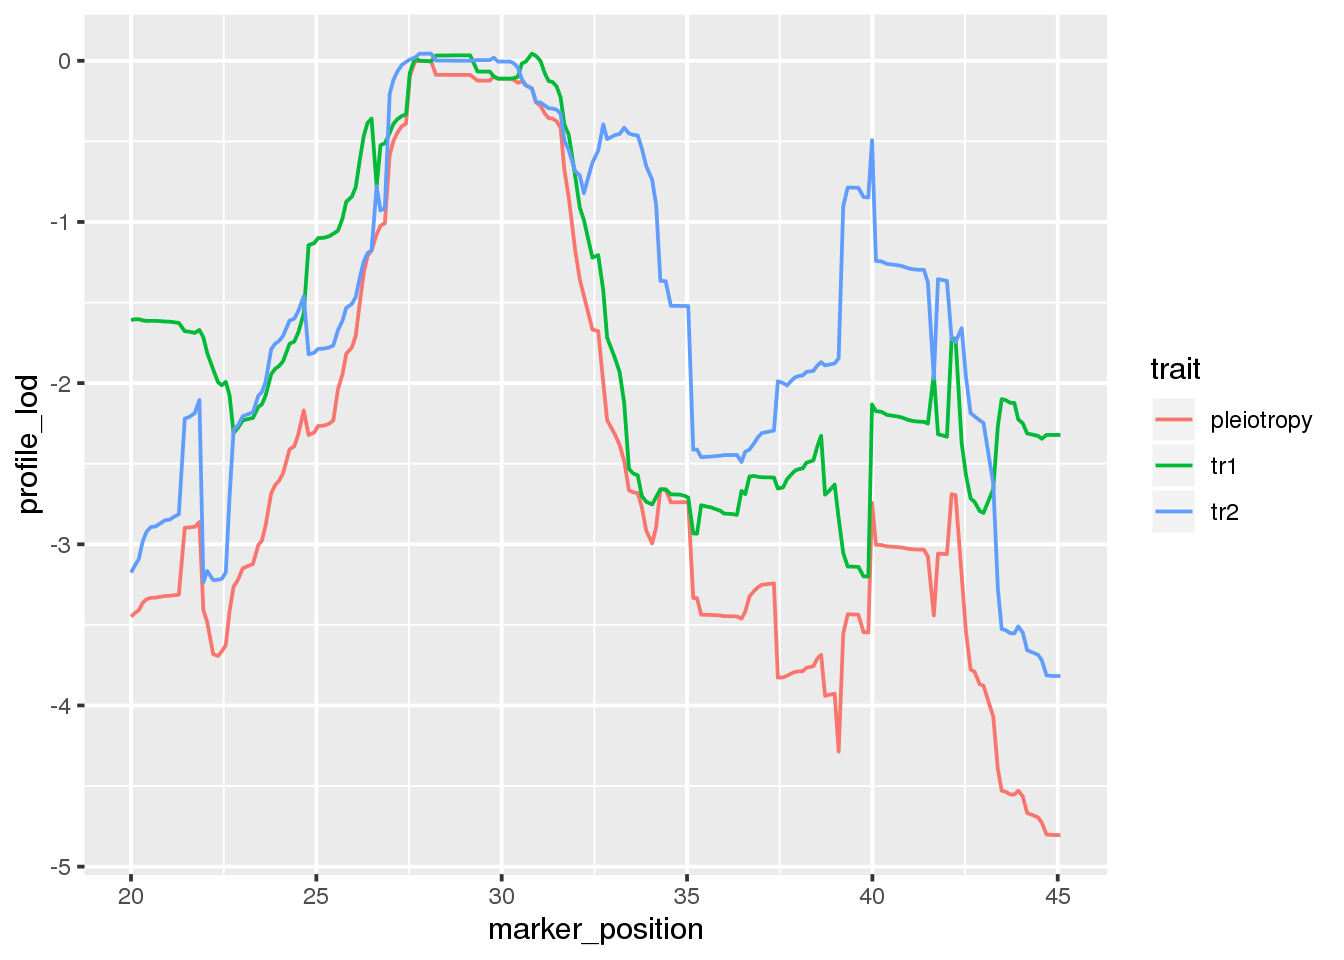 0
-1
-2
-3
-4
-5
profile_lod
20 25 30 35 40 45
marker_position
trait
pleiotropy
tr1
tr2